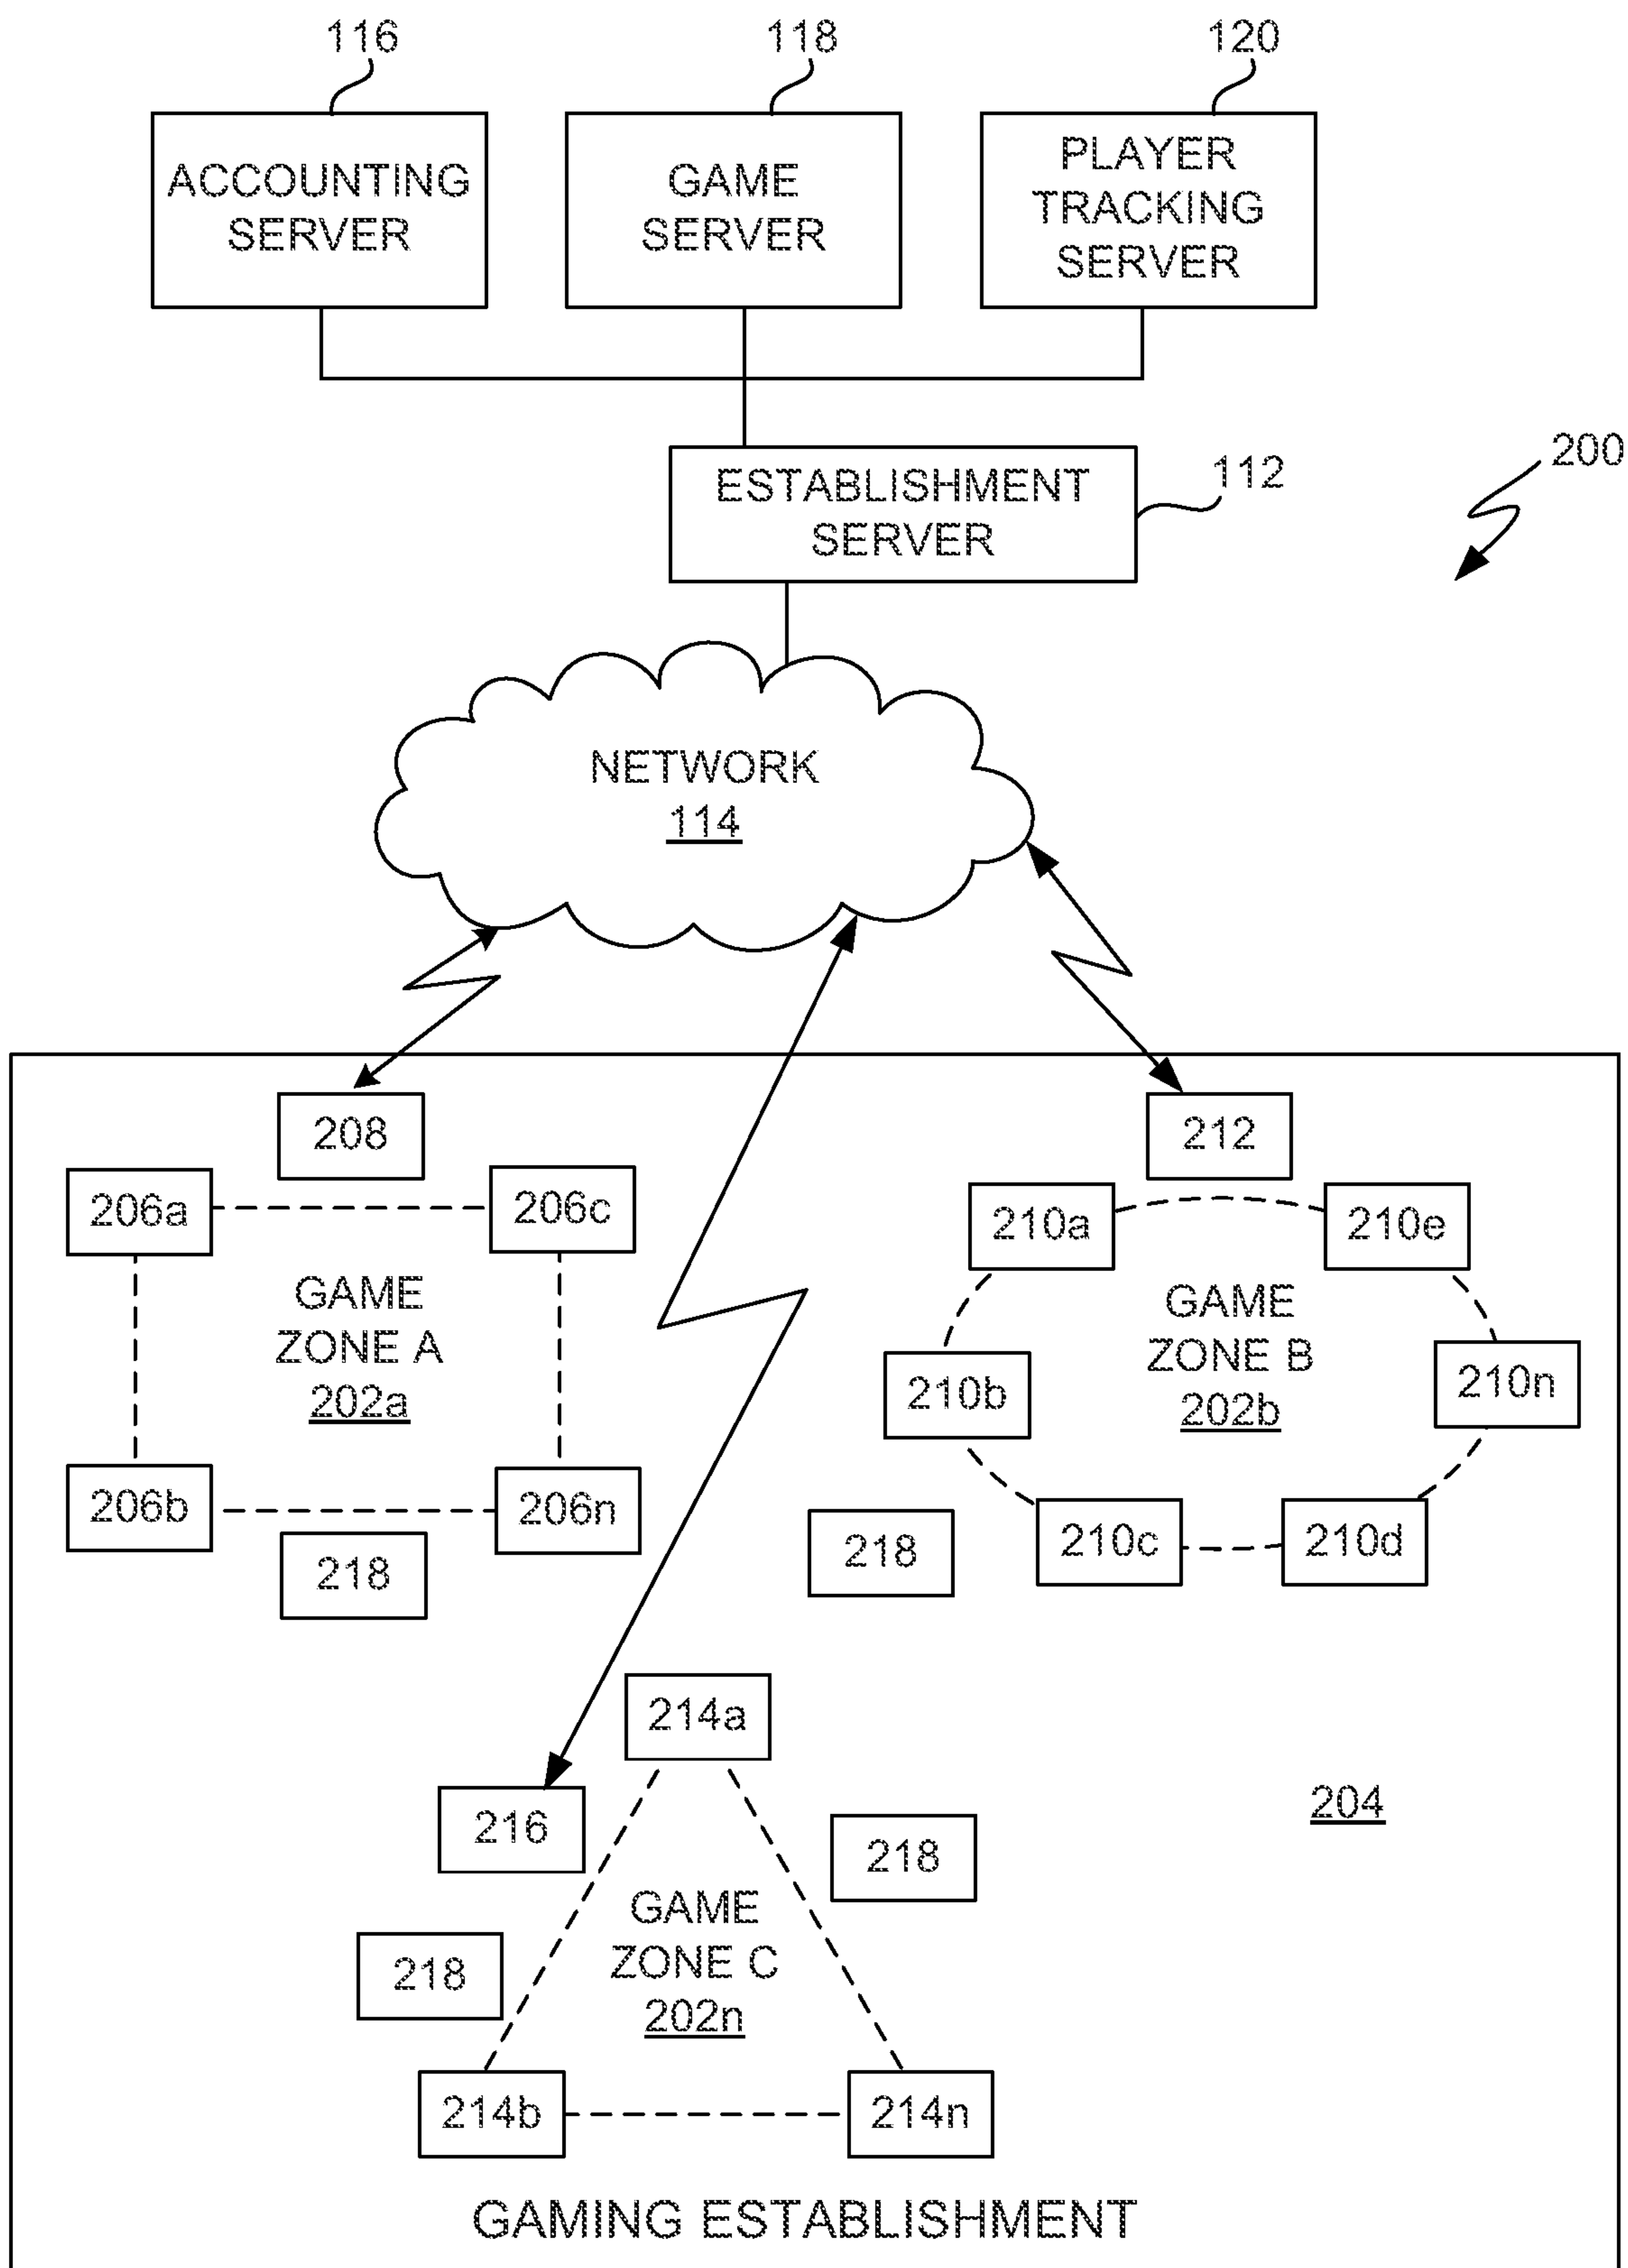 116
118
120
ACCOUNTING
SERVER
GAME
SERVER
PLAYER
TRACKING
SERVER
200
ESTABLISHMENT
SERVER
112
NETWORK
114
208
212
206a
206c
210a
210e
GAME
ZONE A
202a
GAME
ZONE B
202b
210b
210n
206b
206n
218
218
210c
210d
214a
216
218
204
GAME
ZONE C
202n
218
214b
214n
GAMING ESTABLISHMENT